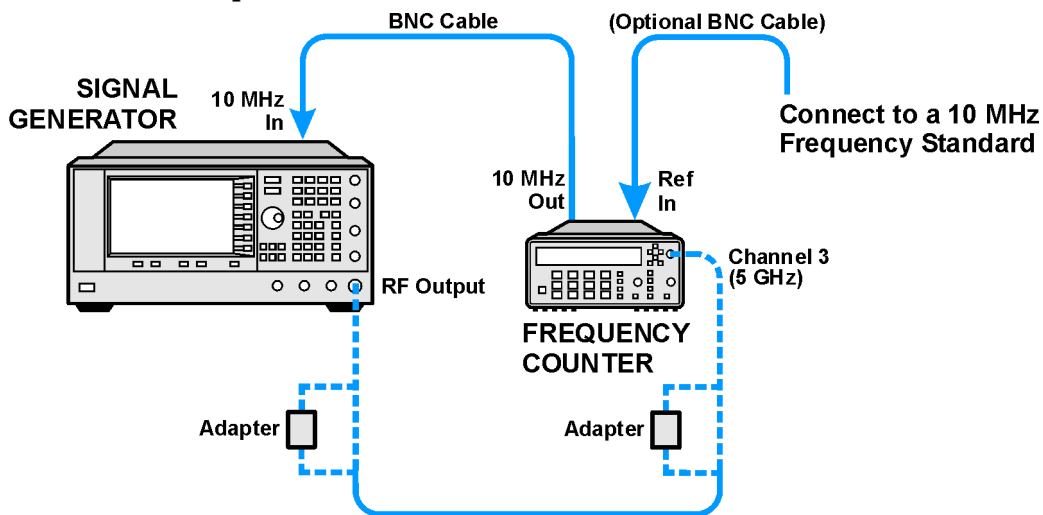 BNC Cable
(Optional BNC Cable)
SIGNAL
GENERATOR
10 MHz
In
Connect to a 10 MHz
Frequency Standard
10 MHz
Out
Ref
In
Channel 3
(5 GHz)
RF Output
FREQUENCY
COUNTER
Adapter
Adapter